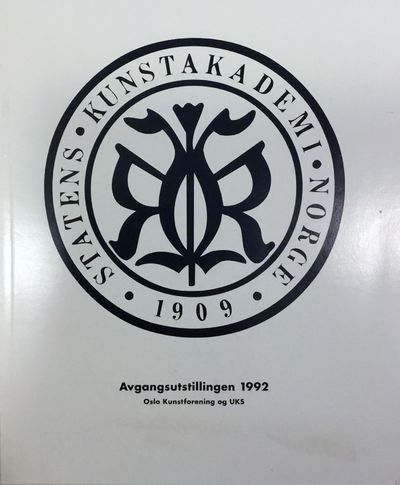 STATENS • KUNSTAKADEMI • NORGE • 1909 •
Avgangsutstillingen 1992
Oslo Kunstforening og UKS